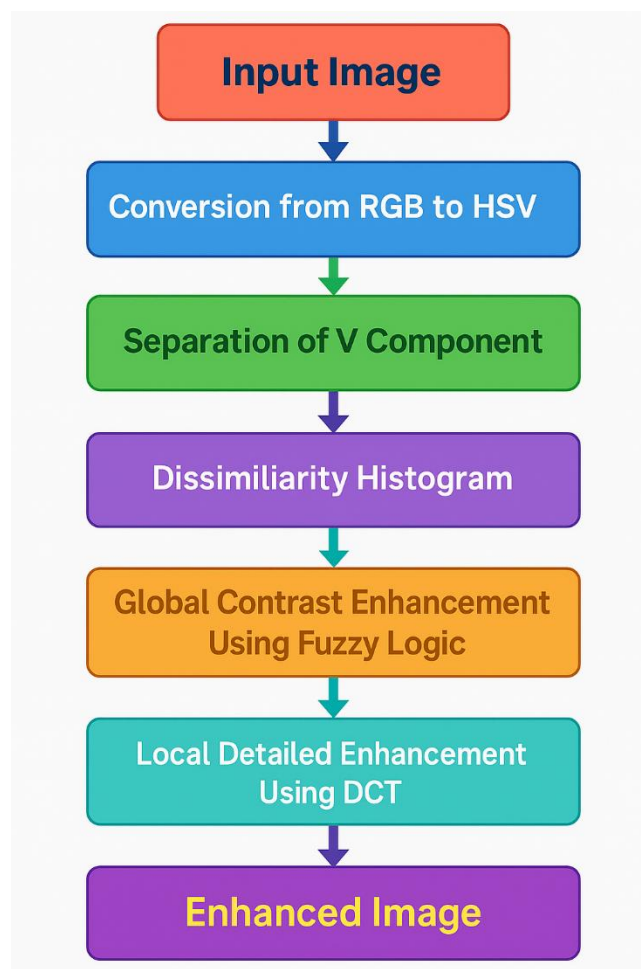 Input Image
Conversion from RGB to HSV
Separation of V Component
Dissimiliarity Histogram
Global Contrast Enhancement
Using Fuzzy Logic
Local Detailed Enhancement
Using DCT
Enhanced Image